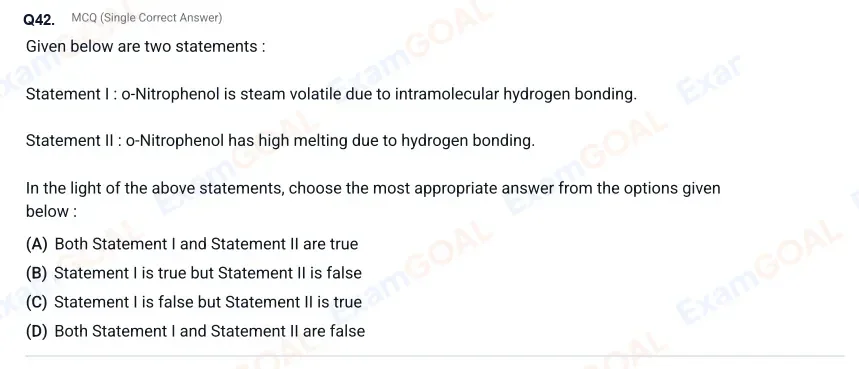 Q42. MCQ (Single Correct Answer)
Given below are two statements :
Statement I : o-Nitrophenol is steam volatile due to intramolecular hydrogen bonding.
Statement II : o-Nitrophenol has high melting due to hydrogen bonding.
In the light of the above statements, choose the most appropriate answer from the options given
below :
(A) Both Statement I and Statement II are true
(B) Statement I is true but Statement II is false
(C) Statement I is false but Statement II is true
(D) Both Statement I and Statement II are false
ExamGOAL